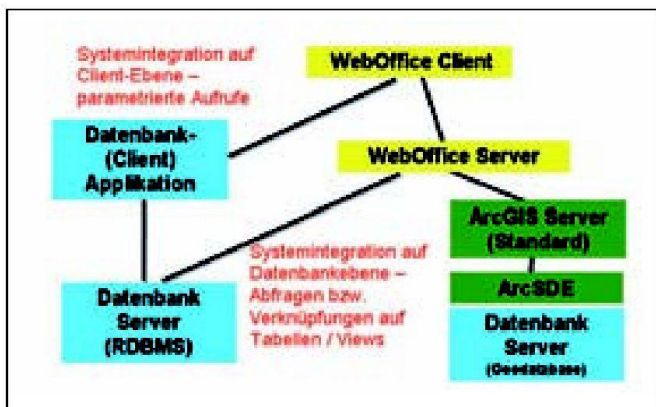 Systemintegration auf
Client-Ebene –
parametrierte Aufrufe
WebOffice Client
Datenbank-
(Client)
Applikation
WebOffice Server
ArcGIS Server
(Standard)
Systemintegration auf
Datenbankebene –
Abfragen bzw.
Verknüpfungen auf
Tabellen / Views
ArcSDE
Datenbank
Server
(RDBMS)
Datenbank
Server
(Geodatabase)